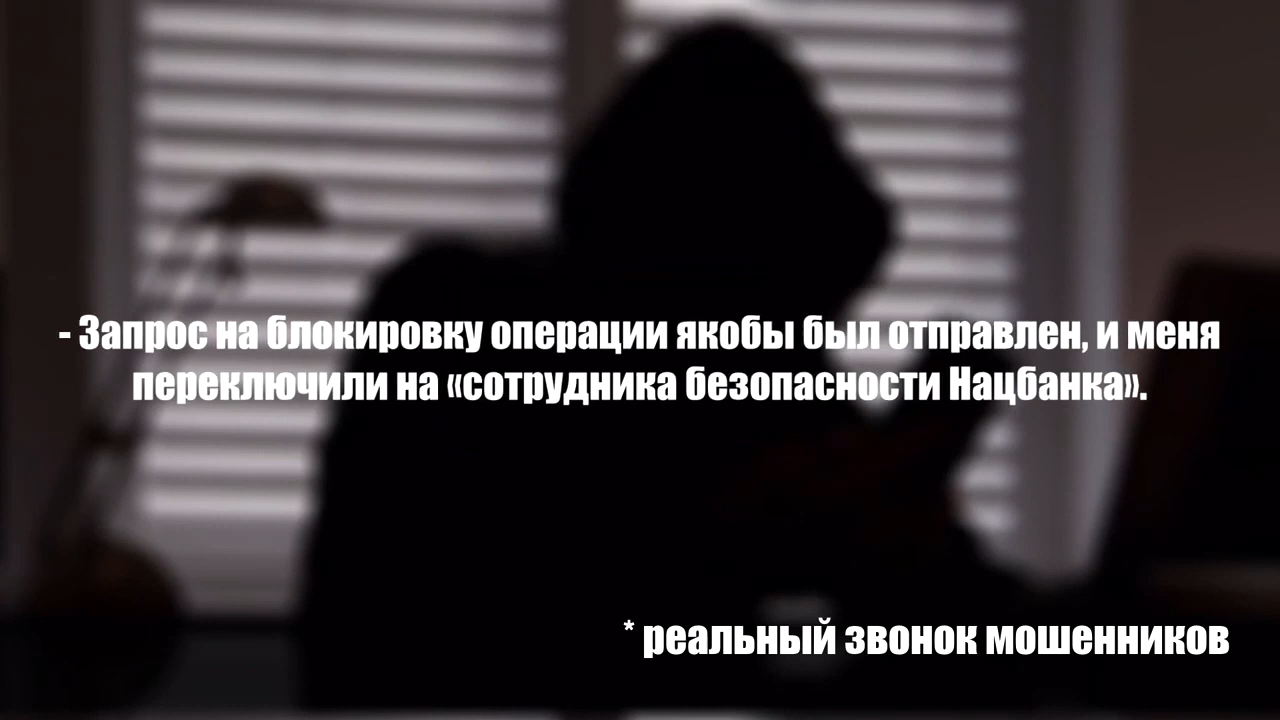 - Запрос на блокировку операции якобы был отправлен, и меня
переключили на «сотрудника безопасности Нацбанка».
* реальный звонок мошенников